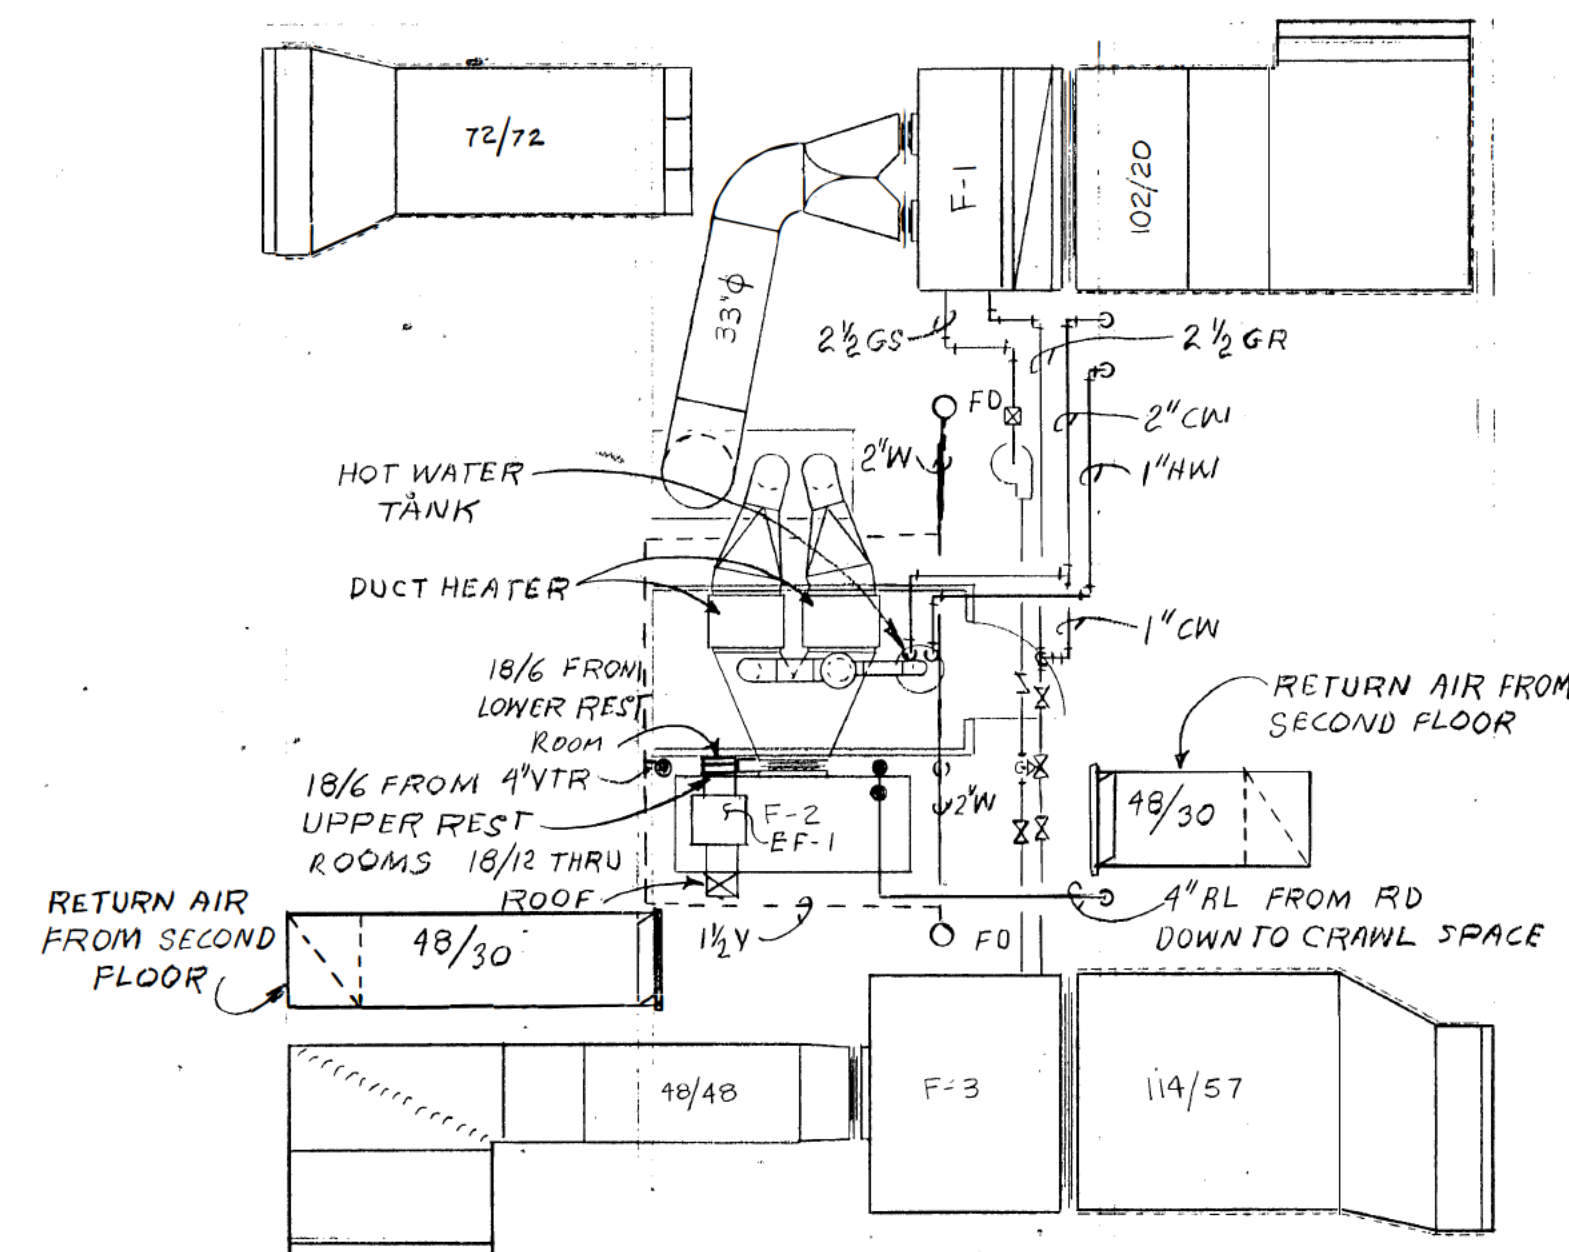 72/72
F-1
102/20
33"φ
2½GS
2½GR
FD
2"CW
2"W
1"HW
HOT WATER
TANK
DUCT HEATER
1"CW
18/6 FROM
LOWER REST
ROOM
RETURN AIR FROM
SECOND FLOOR
18/6 FROM
UPPER REST
ROOMS
4"VTR
48/30
2"W
F-2
EF-1
18/12 THRU
ROOF
RETURN AIR
FROM SECOND
FLOOR
48/30
1½V
FD
4"RL FROM RD
DOWN TO CRAWL SPACE
48/48
F-3
114/57